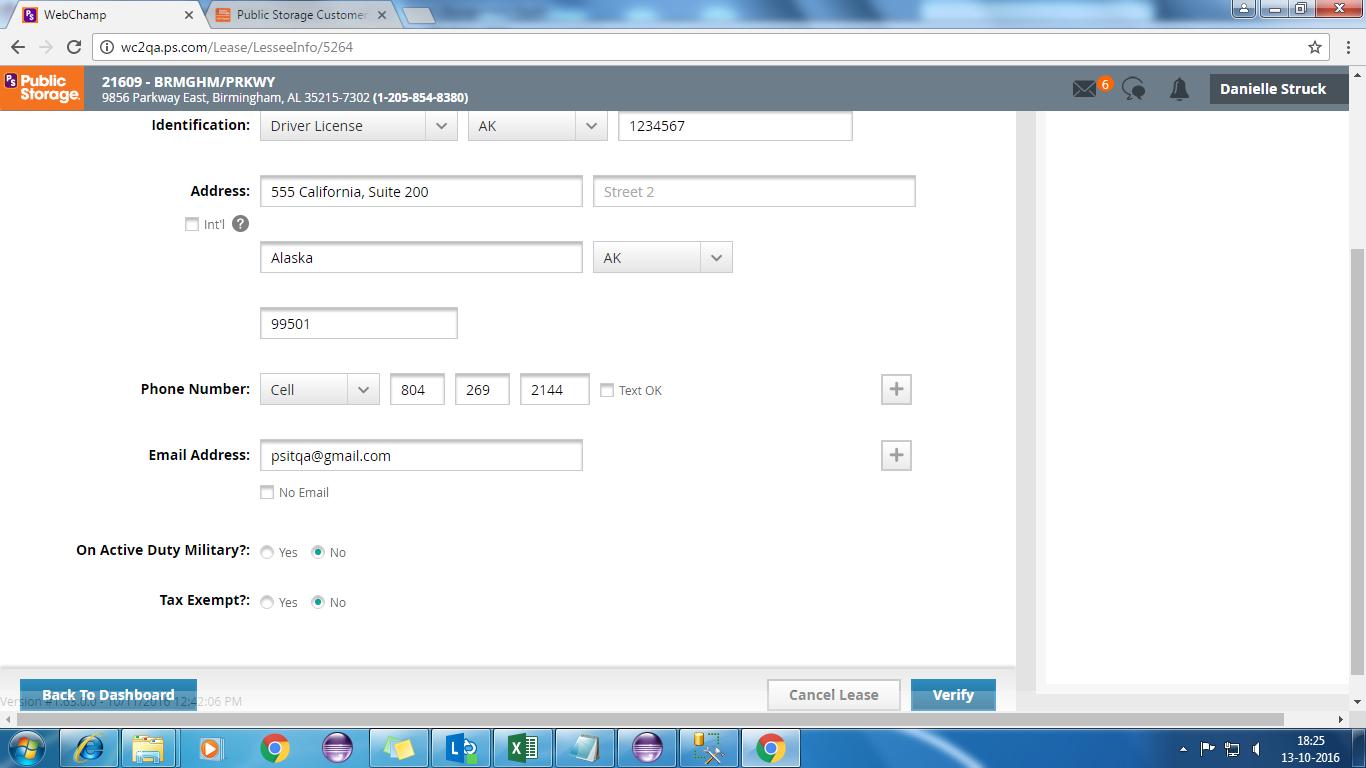 WebChamp
Public Storage Customer
wc2qa.ps.com/Lease/LesseeInfo/5264
PS Public Storage.
21609 - BRMGHM/PRKWY
9856 Parkway East, Birmingham, AL 35215-7302 (1-205-854-8380)
6
Danielle Struck
Identification: Driver License AK 1234567
Address: 555 California, Suite 200 Street 2
Int'l ?
Alaska AK
99501
Phone Number: Cell 804 269 2144 Text OK +
Email Address: psitqa@gmail.com +
No Email
On Active Duty Military?: Yes No
Tax Exempt?: Yes No
Back To Dashboard Cancel Lease Verify
Version #1.63.0.0 - 10/11/2016 12:42:06 PM
18:25
13-10-2016